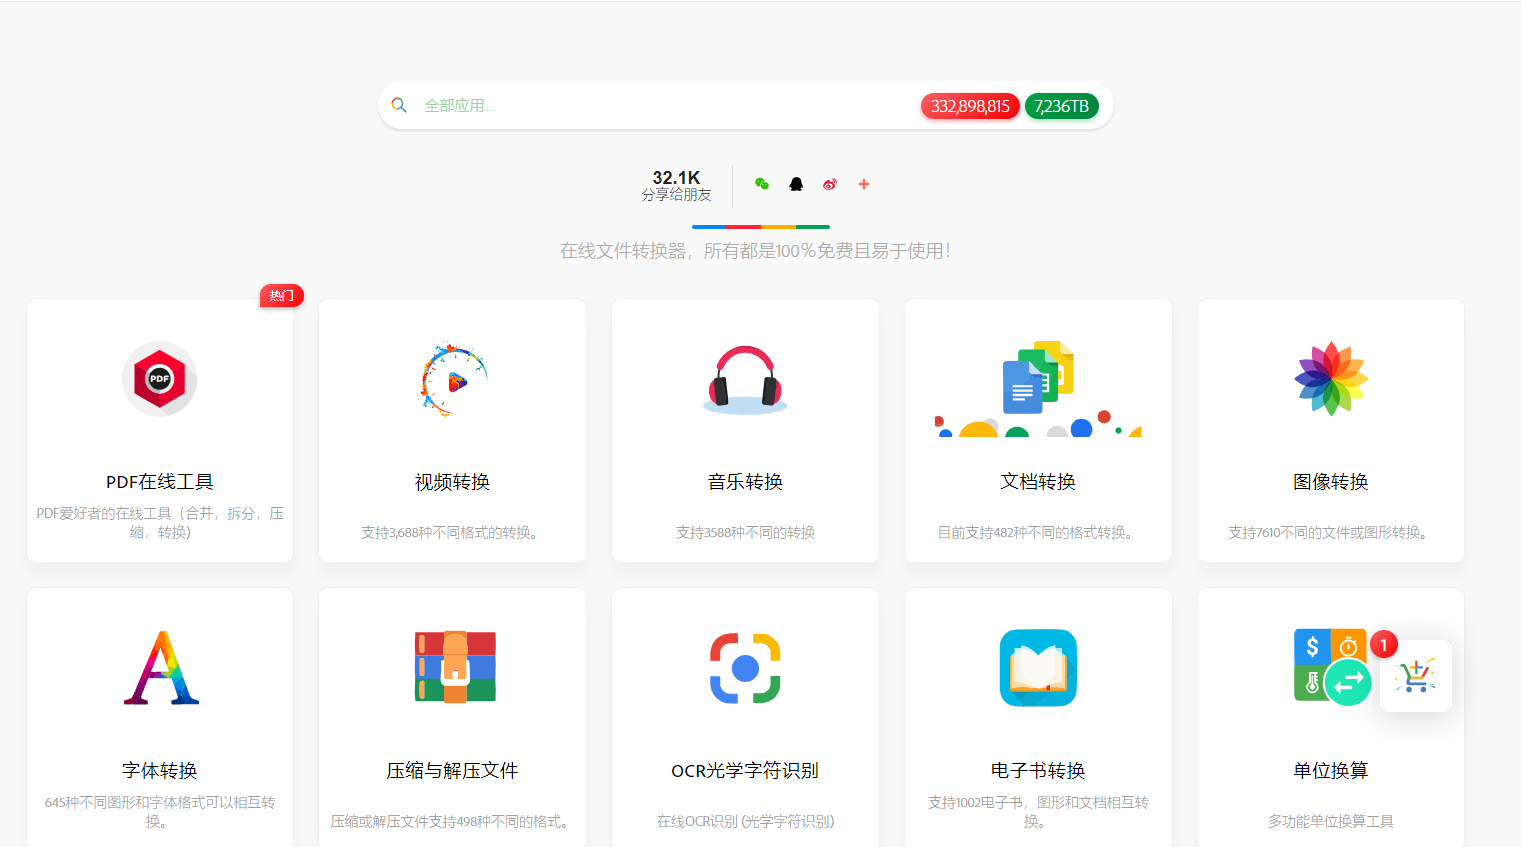 全部应用...
332,898,815
7,236TB
32.1K
分享给朋友
在线文件转换器，所有都是100%免费且易于使用！
热门
PDF
PDF在线工具
PDF爱好者的在线工具（合并，拆分，压
缩，转换）
视频转换
支持3,688种不同格式的转换。
音乐转换
支持3588种不同的转换
文档转换
目前支持482种不同的格式转换。
图像转换
支持7610不同的文件或图形转换。
A
字体转换
645种不同图形和字体格式可以相互转
换。
压缩与解压文件
压缩或解压文件支持498种不同的格式。
OCR光学字符识别
在线OCR识别 (光学字符识别)
电子书转换
支持1002电子书，图形和文档相互转
换。
$
1
单位换算
多功能单位换算工具